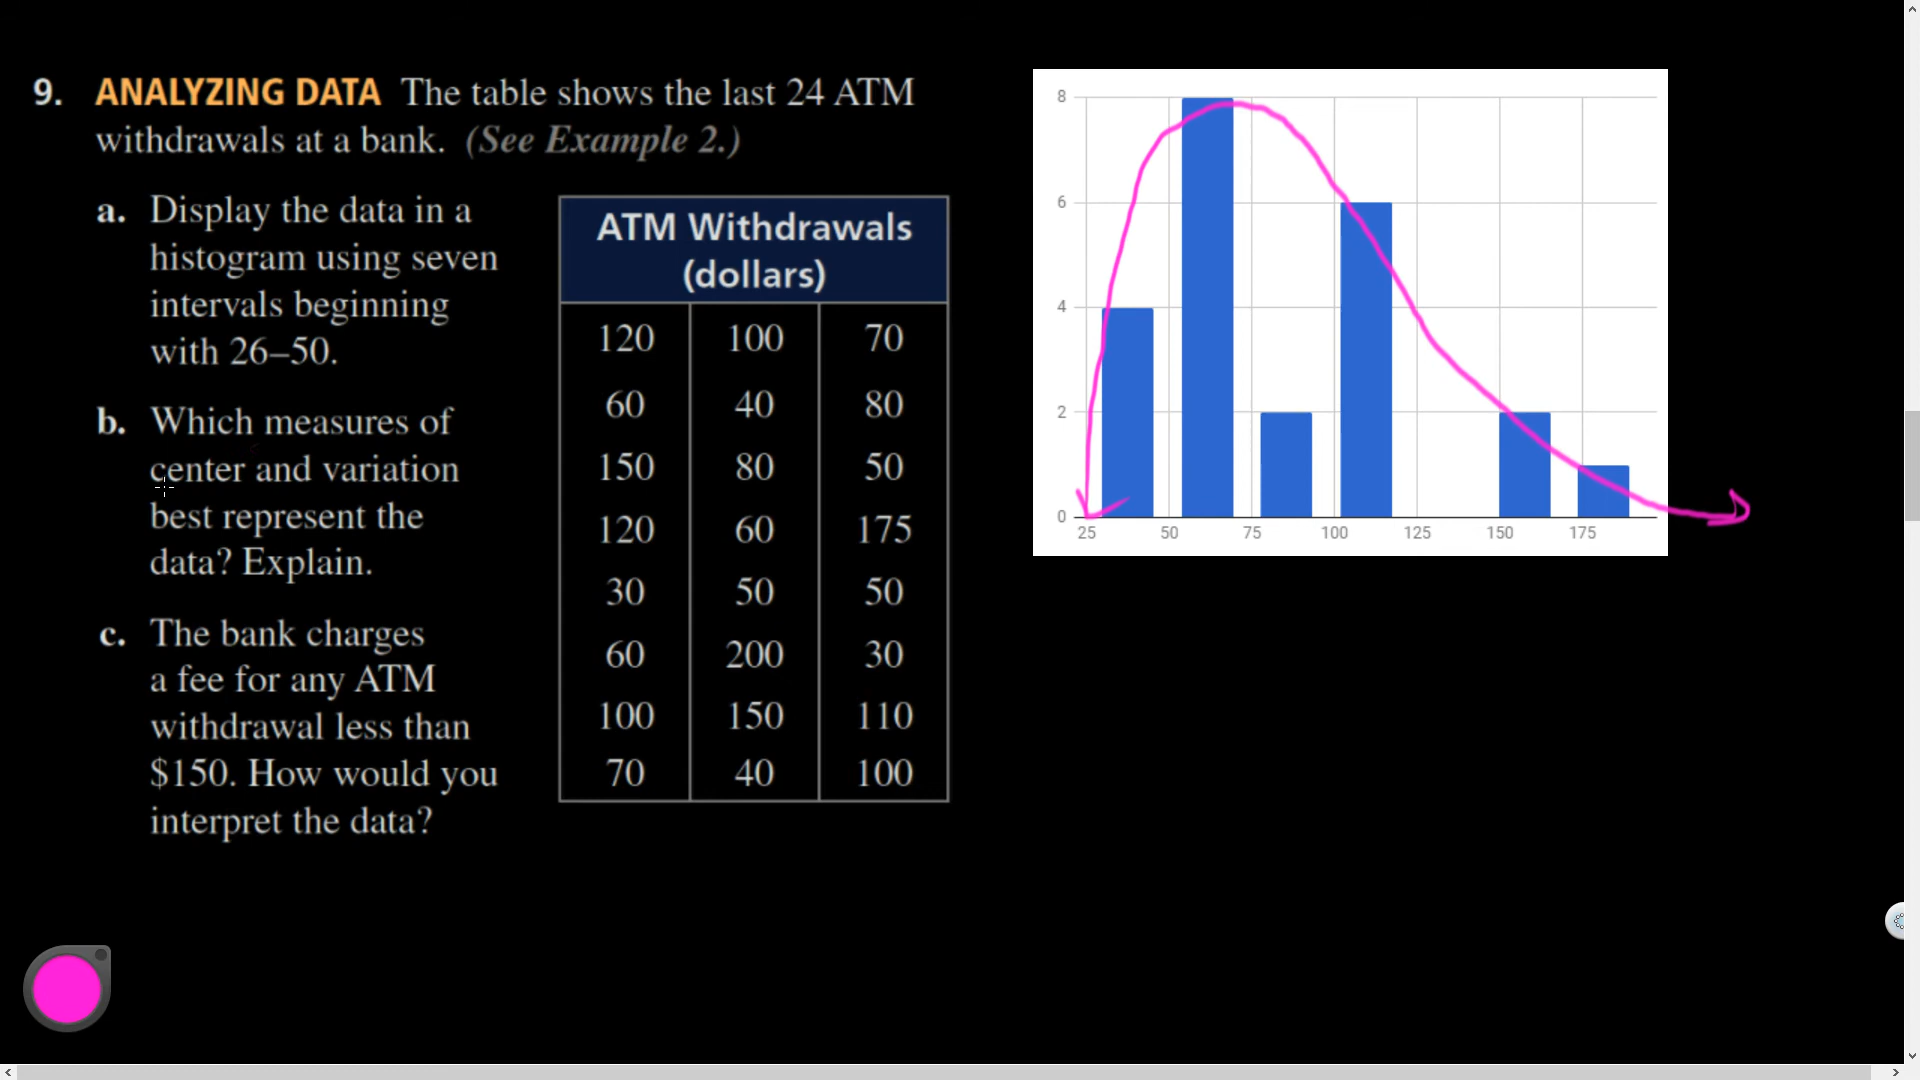 9. ANALYZING DATA The table shows the last 24 ATM
withdrawals at a bank. (See Example 2.)
a. Display the data in a
histogram using seven
intervals beginning
with 26–50.
b. Which measures of
center and variation
best represent the
data? Explain.
c. The bank charges
a fee for any ATM
withdrawal less than
$150. How would you
interpret the data?
ATM Withdrawals
(dollars)
120 100 70
60 40 80
150 80 50
120 60 175
30 50 50
60 200 30
100 150 110
70 40 100
8
6
4
2
0
25 50 75 100 125 150 175